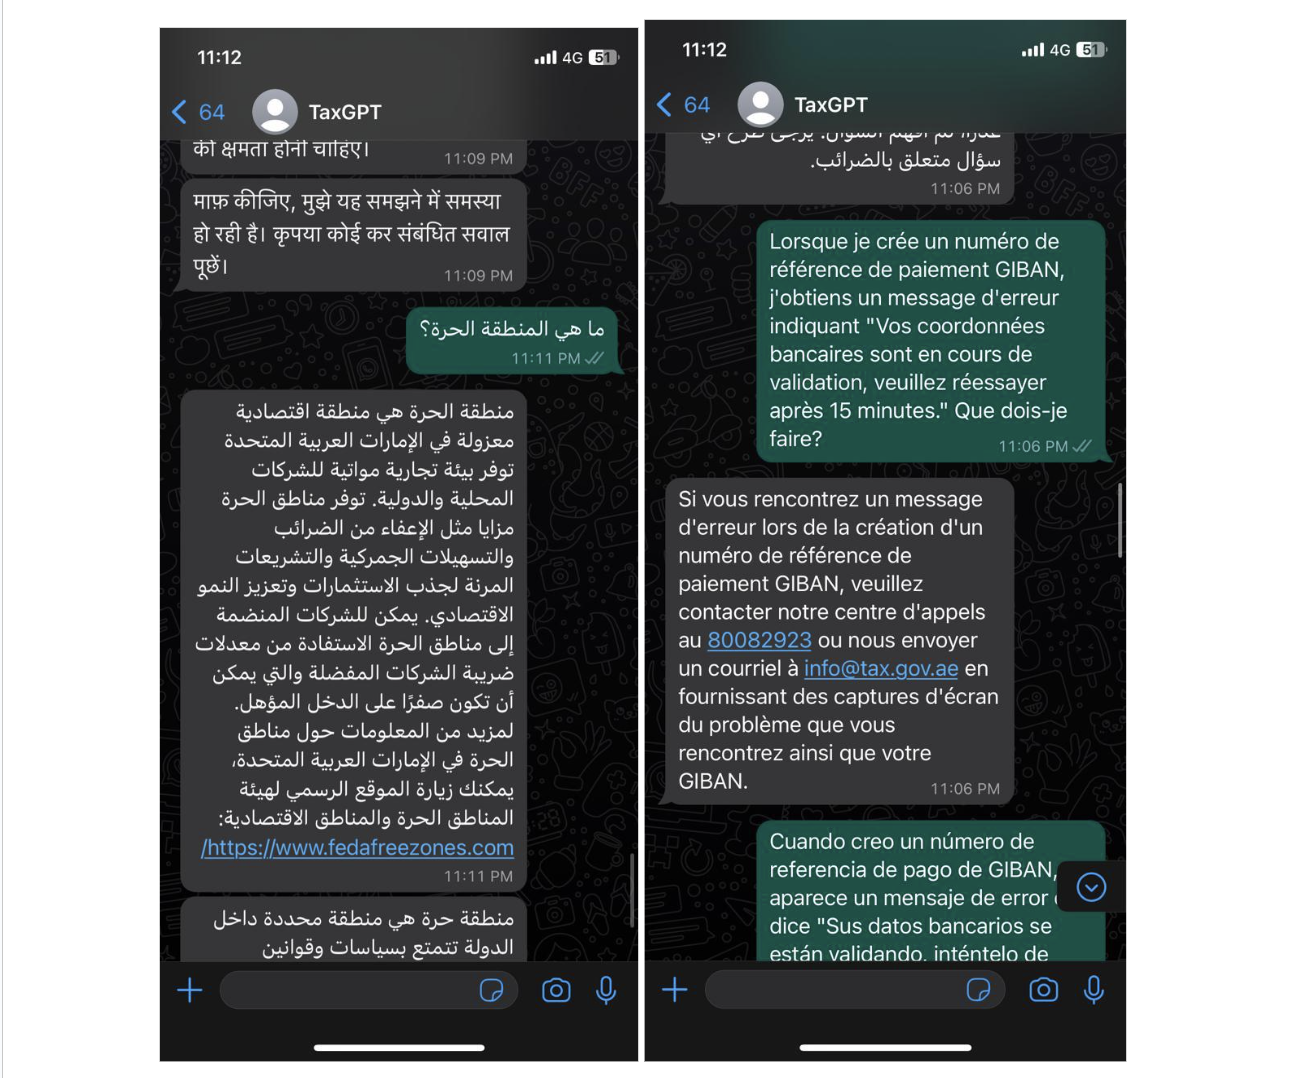 11:12
4G 51
64
TaxGPT
की क्षमता होनी चाहिए।
11:09 PM
माफ़ कीजिए, मुझे यह समझने में समस्या
हो रही है। कृपया कोई कर संबंधित सवाल
पूछें।
11:09 PM
ما هي المنطقة الحرة؟
11:11 PM
منطقة الحرة هي منطقة اقتصادية
معزولة في الإمارات العربية المتحدة
توفر بيئة تجارية مواتية للشركات
المحلية والدولية. توفر مناطق الحرة
مزايا مثل الإعفاء من الضرائب
والتسهيلات الجمركية والتشريعات
المرنة لجذب الاستثمارات وتعزيز النمو
الاقتصادي. يمكن للشركات المنضمة
إلى مناطق الحرة الاستفادة من معدلات
ضريبة الشركات المفضلة والتي يمكن
أن تكون صفرًا على الدخل المؤهل.
لمزيد من المعلومات حول مناطق
الحرة في الإمارات العربية المتحدة،
يمكنك زيارة الموقع الرسمي لهيئة
المناطق الحرة والمناطق الاقتصادية:
https://www.fedafreezones.com/
11:11 PM
منطقة حرة هي منطقة محددة داخل
الدولة تتمتع بسياسات وقوانين
11:12
4G 51
64
TaxGPT
عذرا، لم أفهم السؤال. يرجى طرح أي
سؤال متعلق بالضرائب.
11:06 PM
Lorsque je crée un numéro de
référence de paiement GIBAN,
j'obtiens un message d'erreur
indiquant "Vos coordonnées
bancaires sont en cours de
validation, veuillez réessayer
après 15 minutes." Que dois-je
faire?
11:06 PM
Si vous rencontrez un message
d'erreur lors de la création d'un
numéro de référence de
paiement GIBAN, veuillez
contacter notre centre d'appels
au 80082923 ou nous envoyer
un courriel à info@tax.gov.ae en
fournissant des captures d'écran
du problème que vous
rencontrez ainsi que votre
GIBAN.
11:06 PM
Cuando creo un número de
referencia de pago de GIBAN,
aparece un mensaje de error
dice "Sus datos bancarios se
están validando, inténtelo de